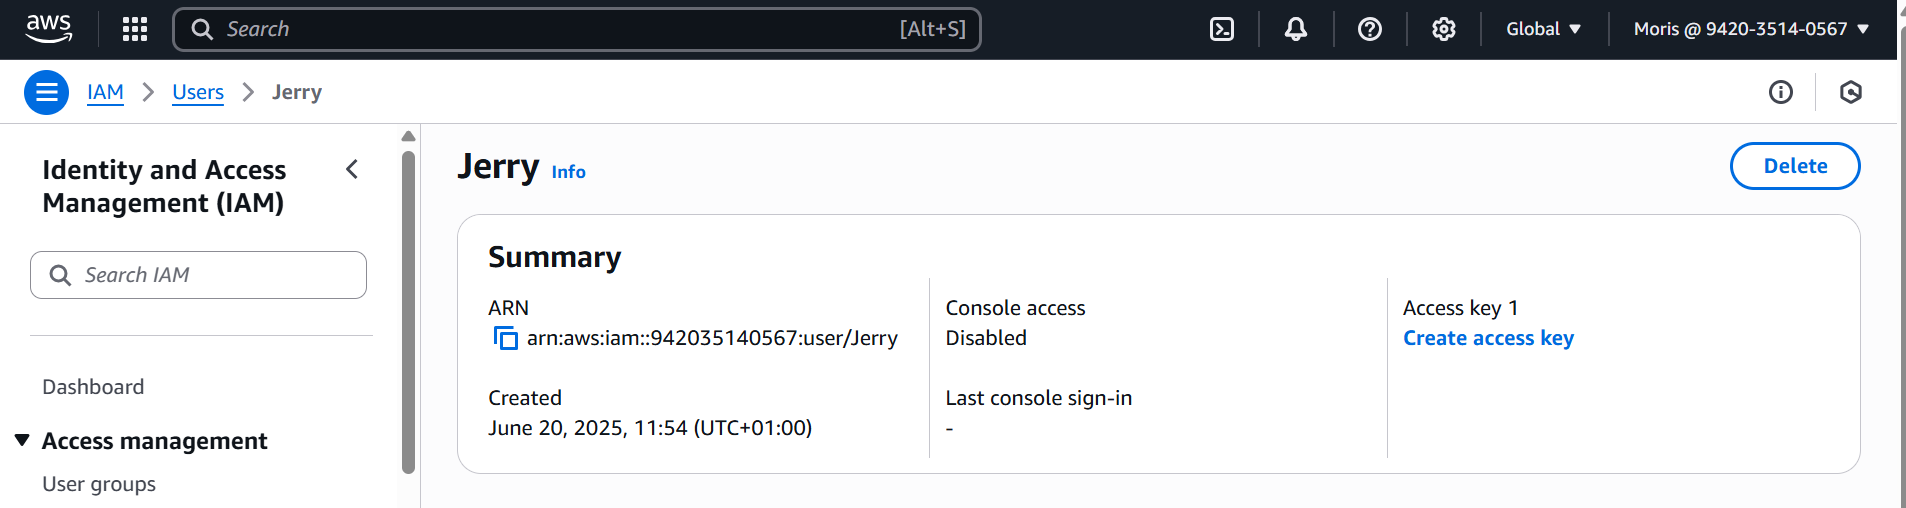 aws
Search
[Alt+S]
Global
Moris @ 9420-3514-0567
IAM
Users
Jerry
Identity and Access
Management (IAM)
Search IAM
Dashboard
Access management
User groups
Jerry Info
Delete
Summary
ARN
arn:aws:iam::942035140567:user/Jerry
Created
June 20, 2025, 11:54 (UTC+01:00)
Console access
Disabled
Last console sign-in
-
Access key 1
Create access key